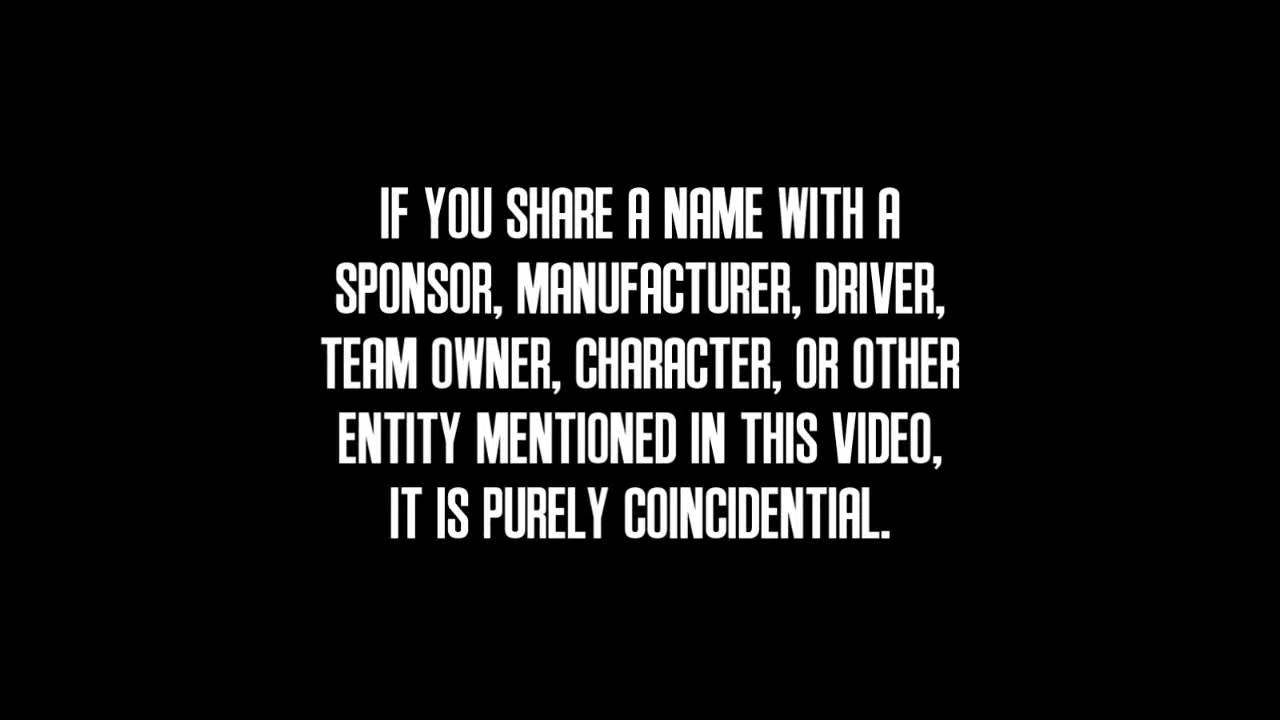 IF YOU SHARE A NAME WITH A
SPONSOR, MANUFACTURER, DRIVER,
TEAM OWNER, CHARACTER, OR OTHER
ENTITY MENTIONED IN THIS VIDEO,
IT IS PURELY COINCIDENTIAL.